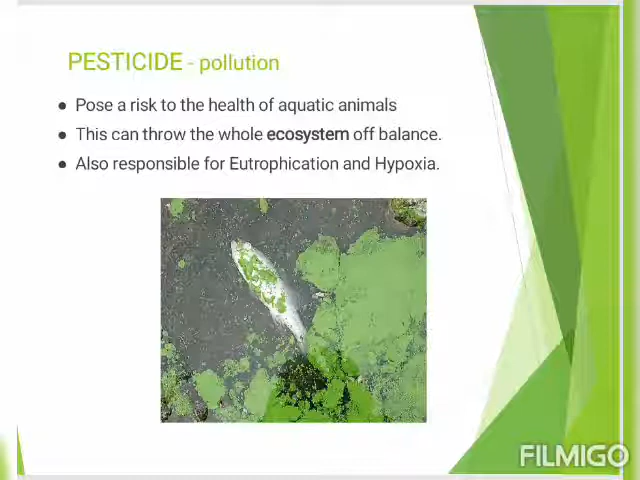 PESTICIDE - pollution
● Pose a risk to the health of aquatic animals
● This can throw the whole ecosystem off balance.
● Also responsible for Eutrophication and Hypoxia.
FILMIGO